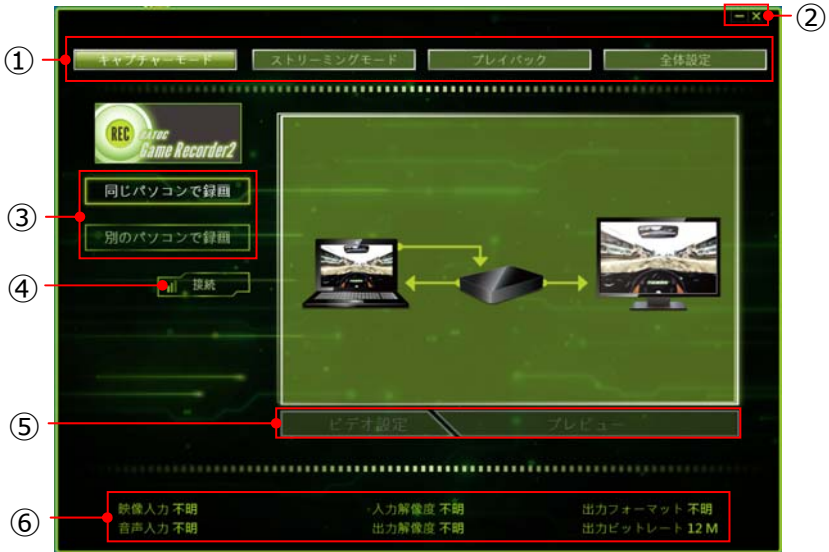 ②
①
キャプチャーモード ストリーミングモード プレイバック 全体設定
REC RATOC
Game Recorder2
③
同じパソコンで録画
別のパソコンで録画
④
接続
⑤
ビデオ設定 プレビュー
⑥
映像入力 不明 入力解像度 不明 出力フォーマット 不明
音声入力 不明 出力解像度 不明 出力ビットレート 12 M